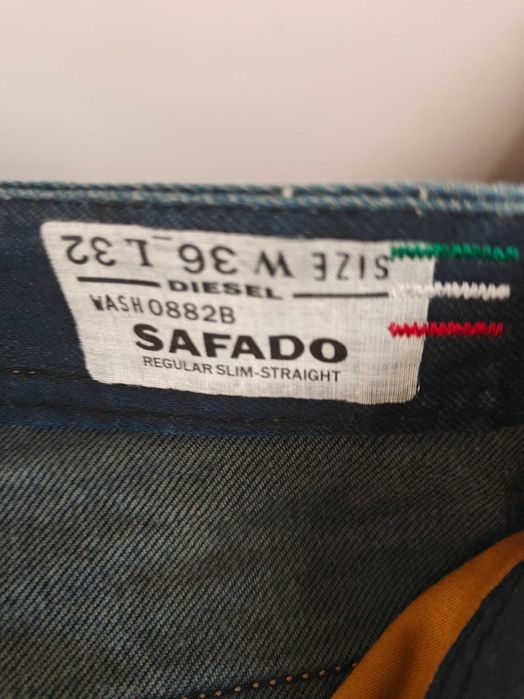 SIZE W 36 L 32
DIESEL
WASH 0882B
SAFADO
REGULAR SLIM-STRAIGHT